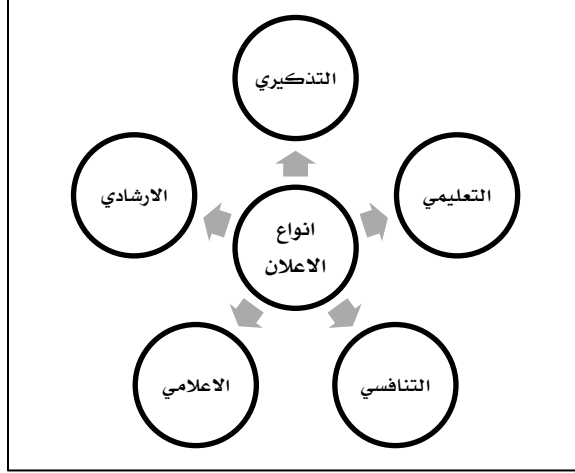 التذكيري
التعليمي
الارشادي
انواع
الاعلان
التنافسي
الاعلامي